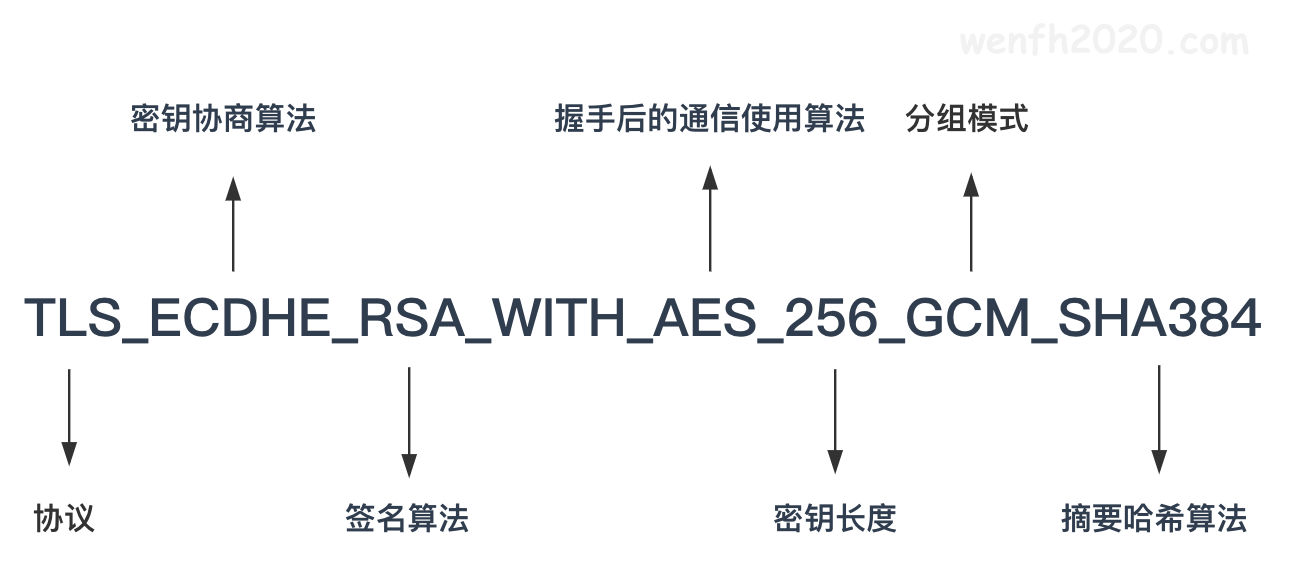 wenfh2020.com
密钥协商算法 握手后的通信使用算法 分组模式
TLS_ECDHE_RSA_WITH_AES_256_GCM_SHA384
协议 签名算法 密钥长度 摘要哈希算法